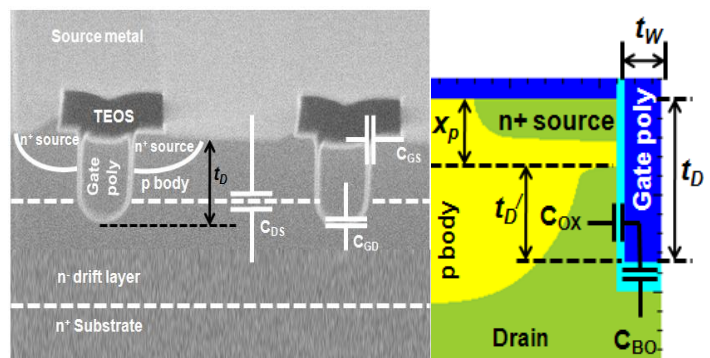 Source metal
TEOS
n+ source
n+ source
Gate poly
p body
tD
CGS
CDS
CGD
n- drift layer
n+ Substrate
tW
xp
n+ source
Gate poly
tD
tD′
COX
p body
Drain
CBO